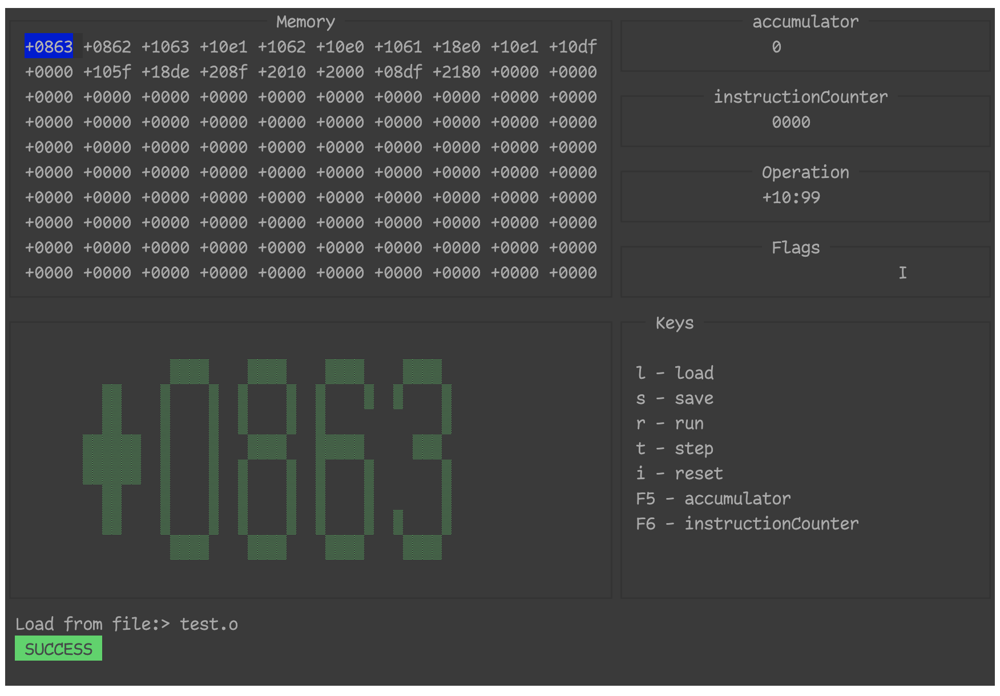 Memory
+0863 +0862 +1063 +10e1 +1062 +10e0 +1061 +18e0 +10e1 +10df
+0000 +105f +18de +208f +2010 +2000 +08df +2180 +0000 +0000
+0000 +0000 +0000 +0000 +0000 +0000 +0000 +0000 +0000 +0000
+0000 +0000 +0000 +0000 +0000 +0000 +0000 +0000 +0000 +0000
+0000 +0000 +0000 +0000 +0000 +0000 +0000 +0000 +0000 +0000
+0000 +0000 +0000 +0000 +0000 +0000 +0000 +0000 +0000 +0000
+0000 +0000 +0000 +0000 +0000 +0000 +0000 +0000 +0000 +0000
+0000 +0000 +0000 +0000 +0000 +0000 +0000 +0000 +0000 +0000
+0000 +0000 +0000 +0000 +0000 +0000 +0000 +0000 +0000 +0000
+0000 +0000 +0000 +0000 +0000 +0000 +0000 +0000 +0000 +0000
accumulator
0
instructionCounter
0000
Operation
+10:99
Flags
I
+0863
Keys
l - load
s - save
r - run
t - step
i - reset
F5 - accumulator
F6 - instructionCounter
Load from file:> test.o
SUCCESS